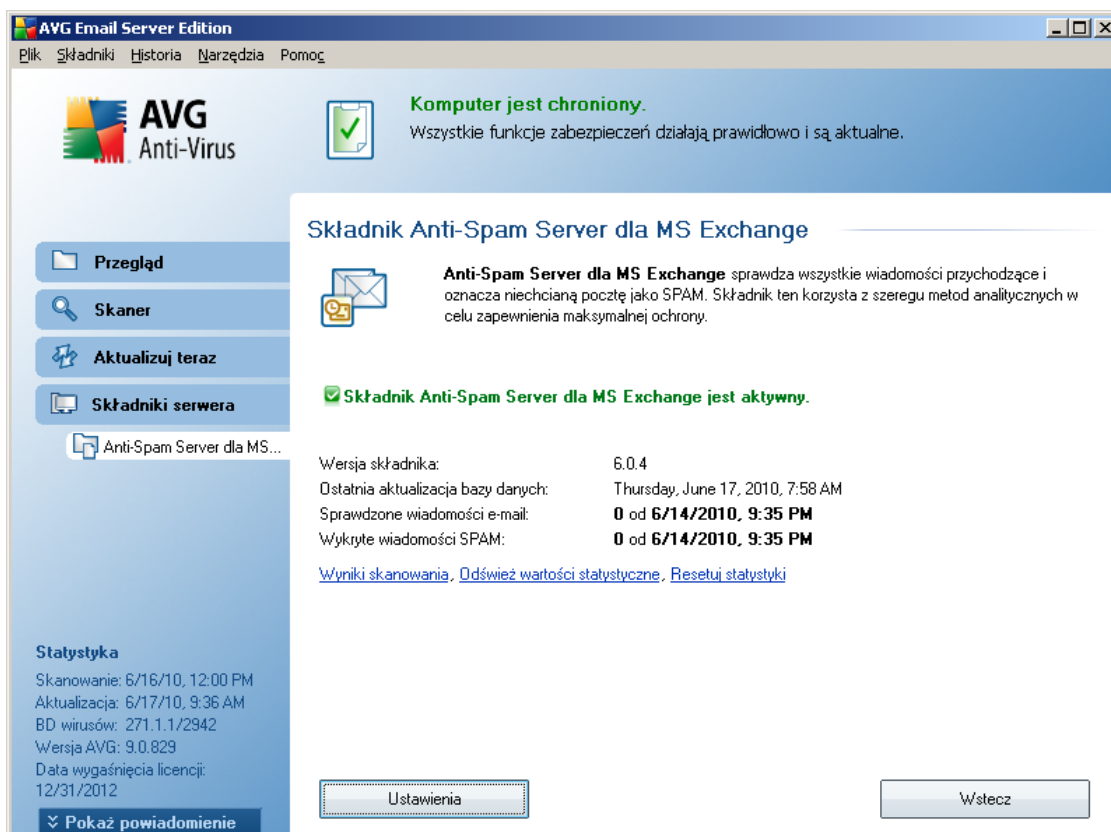 AVG Email Server Edition
Plik Składniki Historia Narzędzia Pomoc
AVG
Anti-Virus
Komputer jest chroniony.
Wszystkie funkcje zabezpieczeń działają prawidłowo i są aktualne.
Przegląd
Skaner
Aktualizuj teraz
Składniki serwera
Anti-Spam Server dla MS...
Składnik Anti-Spam Server dla MS Exchange
Anti-Spam Server dla MS Exchange sprawdza wszystkie wiadomości przychodzące i
oznacza niechcianą pocztę jako SPAM. Składnik ten korzysta z szeregu metod analitycznych w
celu zapewnienia maksymalnej ochrony.
Składnik Anti-Spam Server dla MS Exchange jest aktywny.
Wersja składnika: 6.0.4
Ostatnia aktualizacja bazy danych: Thursday, June 17, 2010, 7:58 AM
Sprawdzone wiadomości e-mail: 0 od 6/14/2010, 9:35 PM
Wykryte wiadomości SPAM: 0 od 6/14/2010, 9:35 PM
Wyniki skanowania, Odśwież wartości statystyczne, Resetuj statystyki
Statystyka
Skanowanie: 6/16/10, 12:00 PM
Aktualizacja: 6/17/10, 9:36 AM
BD wirusów: 271.1.1/2942
Wersja AVG: 9.0.829
Data wygaśnięcia licencji:
12/31/2012
Pokaż powiadomienie
Ustawienia
Wstecz